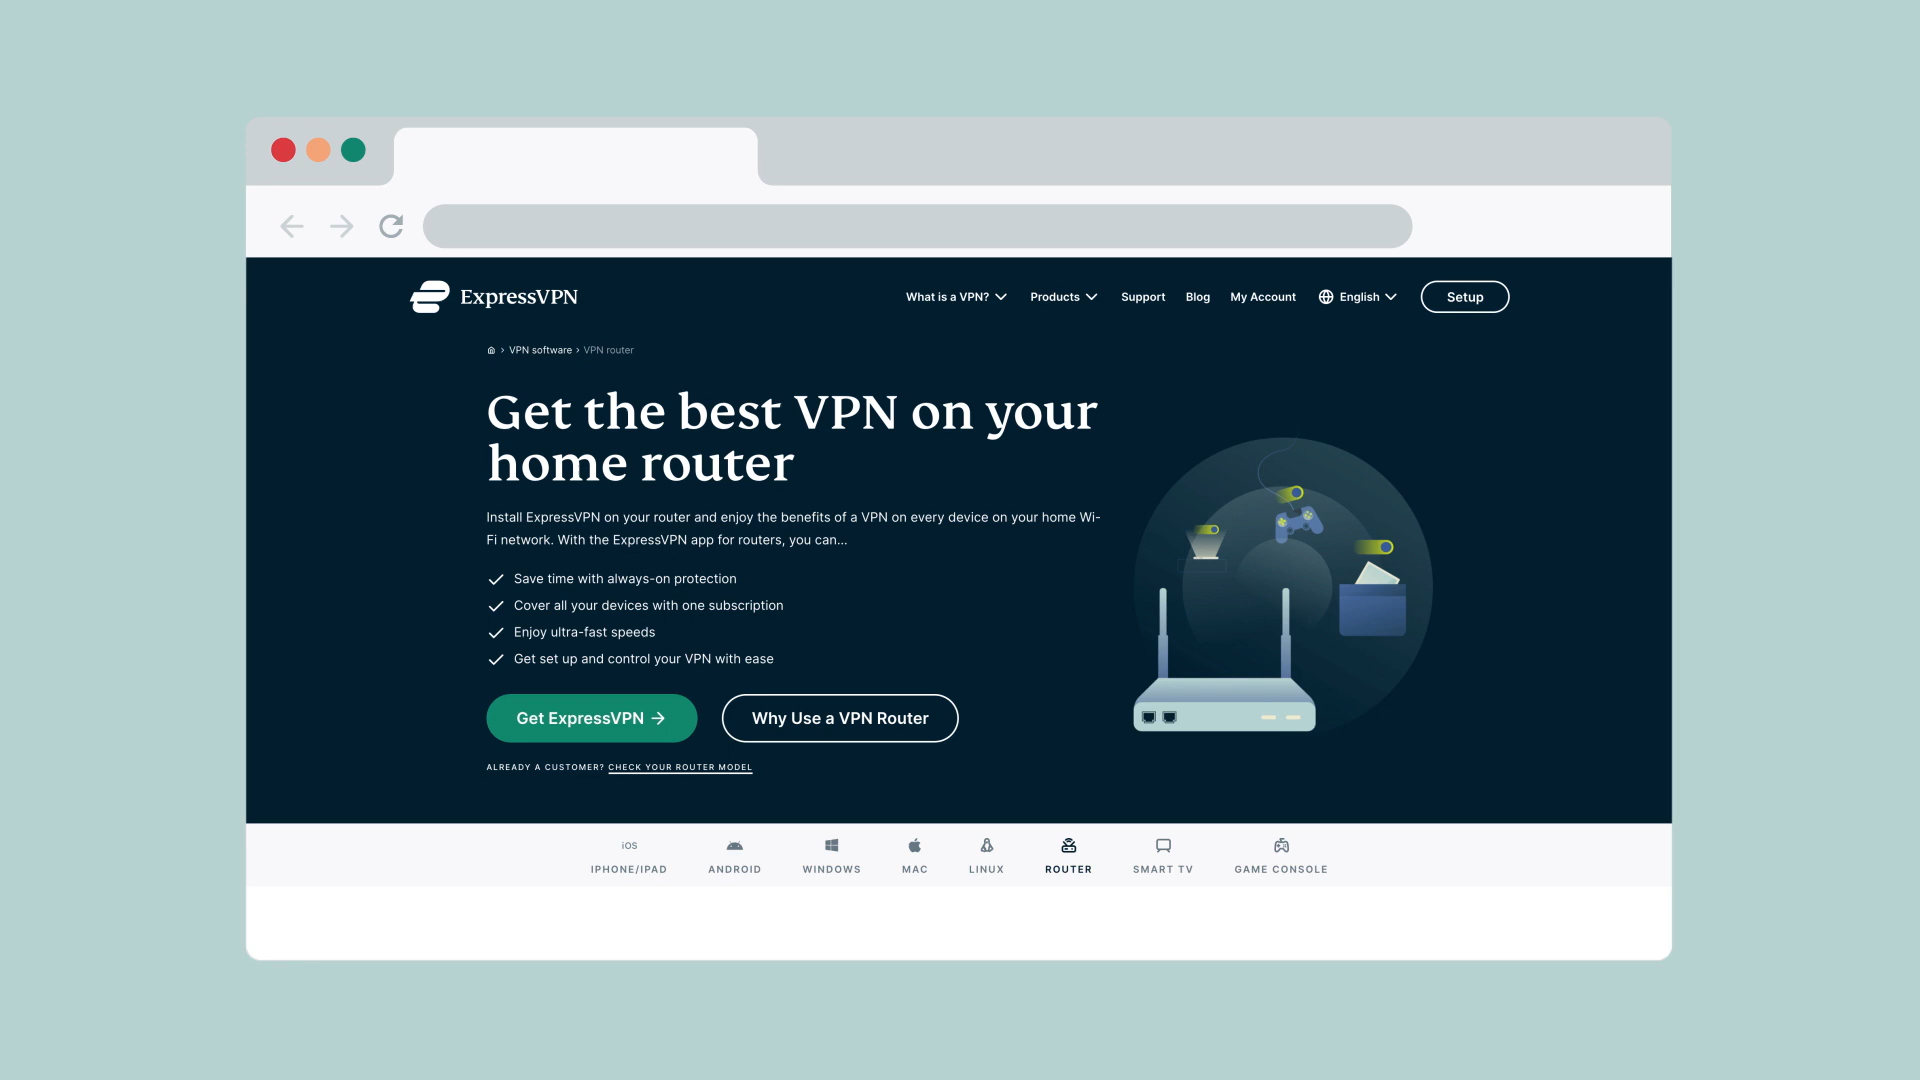 ExpressVPN
What is a VPN? Products Support Blog My Account English Setup
› VPN software › VPN router
Get the best VPN on your
home router
Install ExpressVPN on your router and enjoy the benefits of a VPN on every device on your home Wi-
Fi network. With the ExpressVPN app for routers, you can...
Save time with always-on protection
Cover all your devices with one subscription
Enjoy ultra-fast speeds
Get set up and control your VPN with ease
Get ExpressVPN → Why Use a VPN Router
ALREADY A CUSTOMER? CHECK YOUR ROUTER MODEL
iOS
IPHONE/IPAD ANDROID WINDOWS MAC LINUX ROUTER SMART TV GAME CONSOLE